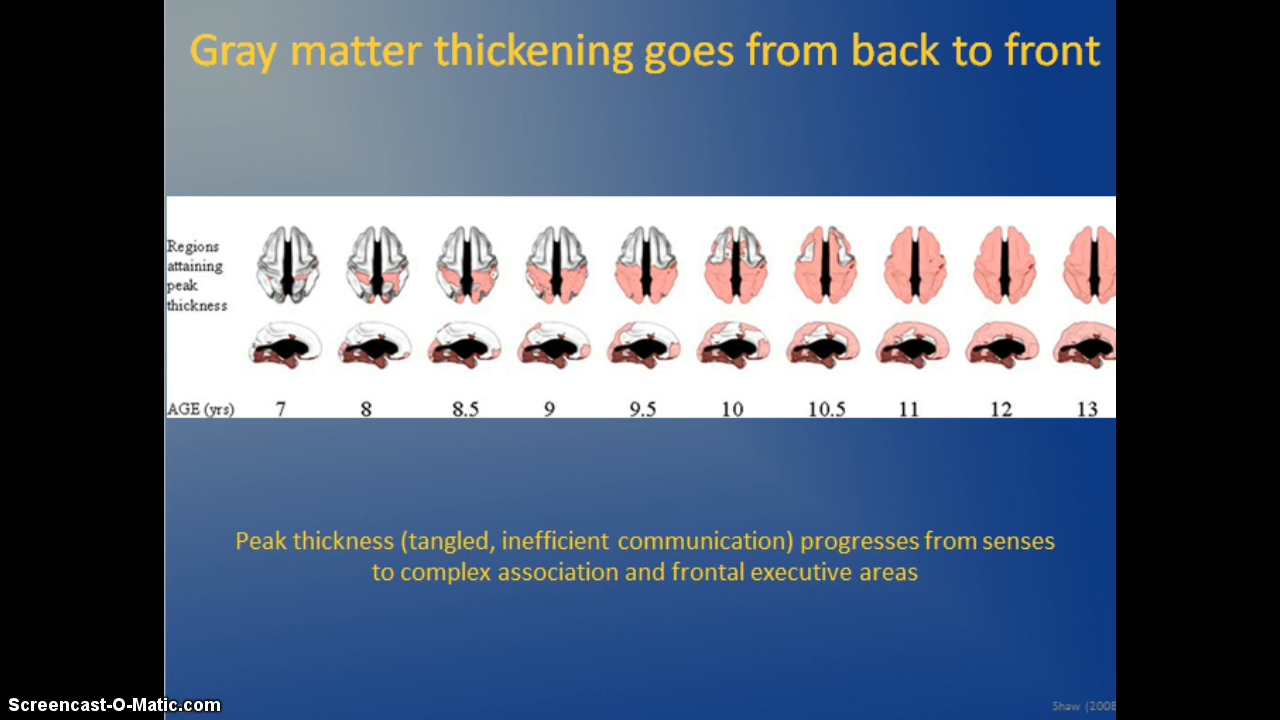 Gray matter thickening goes from back to front
Regions
attaining
peak
thickness
AGE (yrs) 7 8 8.5 9 9.5 10 10.5 11 12 13
Peak thickness (tangled, inefficient communication) progresses from senses
to complex association and frontal executive areas
Shaw (2008
Screencast-O-Matic.com